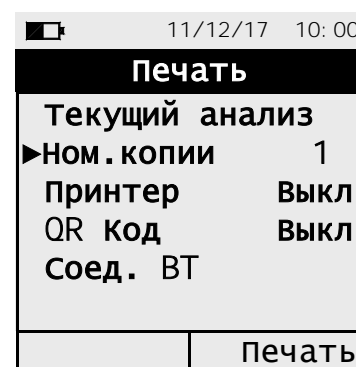 11/12/17 10:00
Печать
Текущий анализ
►Ном.копии 1
Принтер Выкл
QR Код Выкл
Соед. BT
Печать